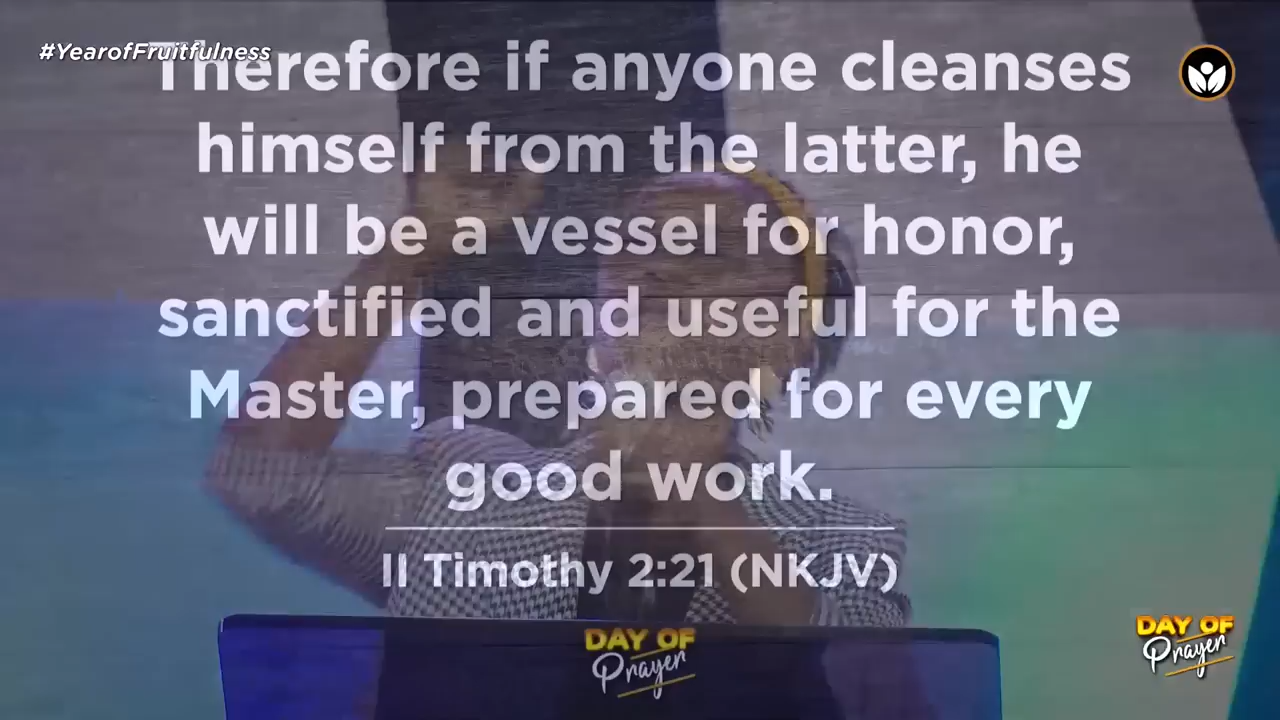 #YearofFruitfulness
Therefore if anyone cleanses
himself from the latter, he
will be a vessel for honor,
sanctified and useful for the
Master, prepared for every
good work.
II Timothy 2:21 (NKJV)
DAY OF
Prayer
DAY OF
Prayer